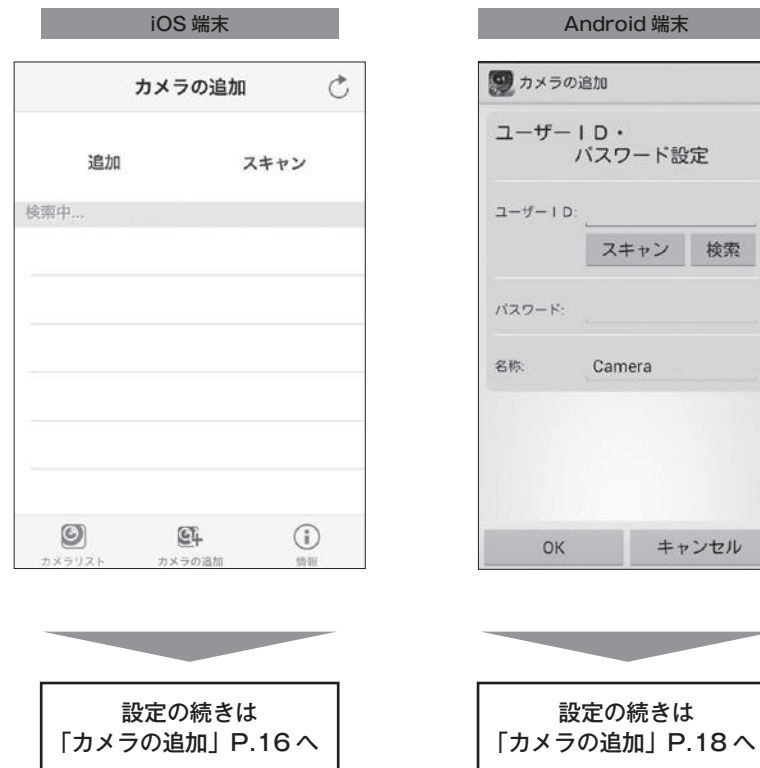 iOS 端末
カメラの追加
追加 スキャン
検索中...
カメラリスト カメラの追加 情報
設定の続きは
「カメラの追加」P.16 へ
Android 端末
カメラの追加
ユーザーID・
パスワード設定
ユーザーID:
スキャン 検索
パスワード:
名称: Camera
OK キャンセル
設定の続きは
「カメラの追加」P.18 へ